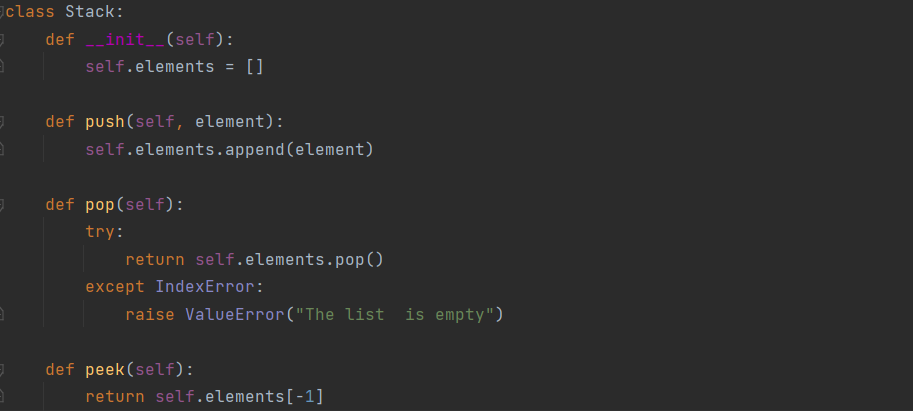 class Stack:
    def __init__(self):
        self.elements = []

    def push(self, element):
        self.elements.append(element)

    def pop(self):
        try:
            return self.elements.pop()
        except IndexError:
            raise ValueError("The list  is empty")

    def peek(self):
        return self.elements[-1]